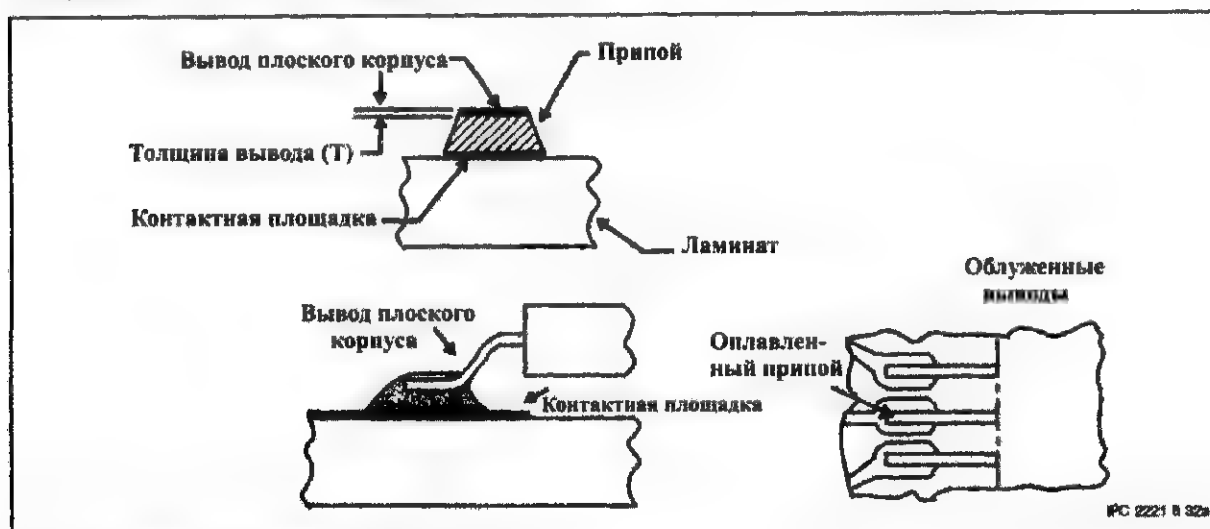 Вывод плоского корпуса
Припой
Толщина вывода (Т)
Контактная площадка
Ламинат
Вывод плоского
корпуса
Контактная площадка
Облуженные
выводы
Оплавлен-
ный припой
IPC 2221 8 32